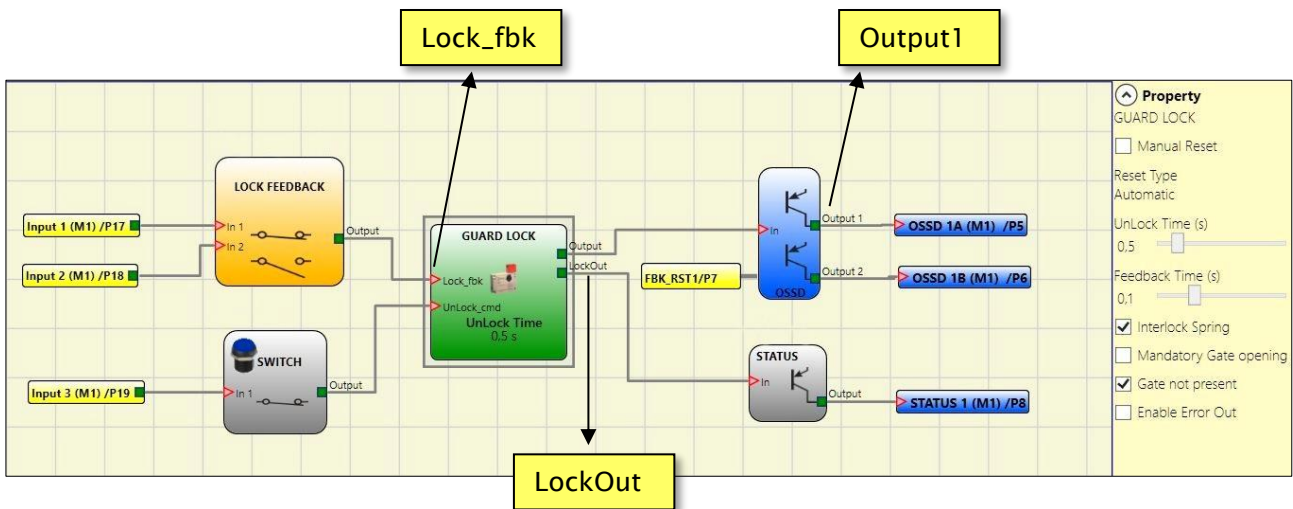 Lock_fbk
Output1
LOCK FEEDBACK
Input 1 (M1) /P17
In 1
Output
In 2
Input 2 (M1) /P18
GUARD LOCK
Output
LockOut
Lock_fbk
UnLock_cmd
UnLock Time
0.5 s
SWITCH
Input 3 (M1) /P19
In 1
Output
Output 1
OSSD 1A (M1) /P5
In
FBK_RST1/P7
Output 2
OSSD 1B (M1) /P6
OSSD
STATUS
In
Output
STATUS 1 (M1) /P8
LockOut
Property
GUARD LOCK
Manual Reset
Reset Type
Automatic
UnLock Time (s)
0,5
Feedback Time (s)
0,1
Interlock Spring
Mandatory Gate opening
Gate not present
Enable Error Out